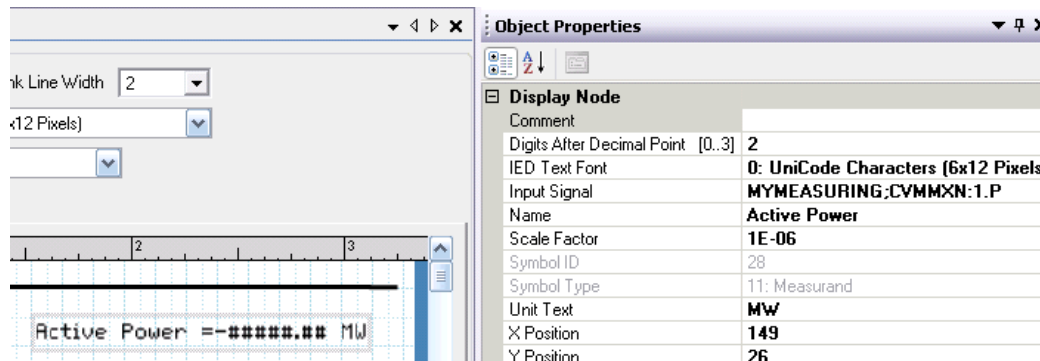 Object Properties
nk Line Width 2
x12 Pixels)
2 3
Active Power =-#####.## MW
Display Node
Comment
Digits After Decimal Point [0..3] 2
IED Text Font 0: UniCode Characters (6x12 Pixels
Input Signal MYMEASURING;CVMMXN:1.P
Name Active Power
Scale Factor 1E-06
Symbol ID 28
Symbol Type 11: Measurand
Unit Text MW
X Position 149
Y Position 26